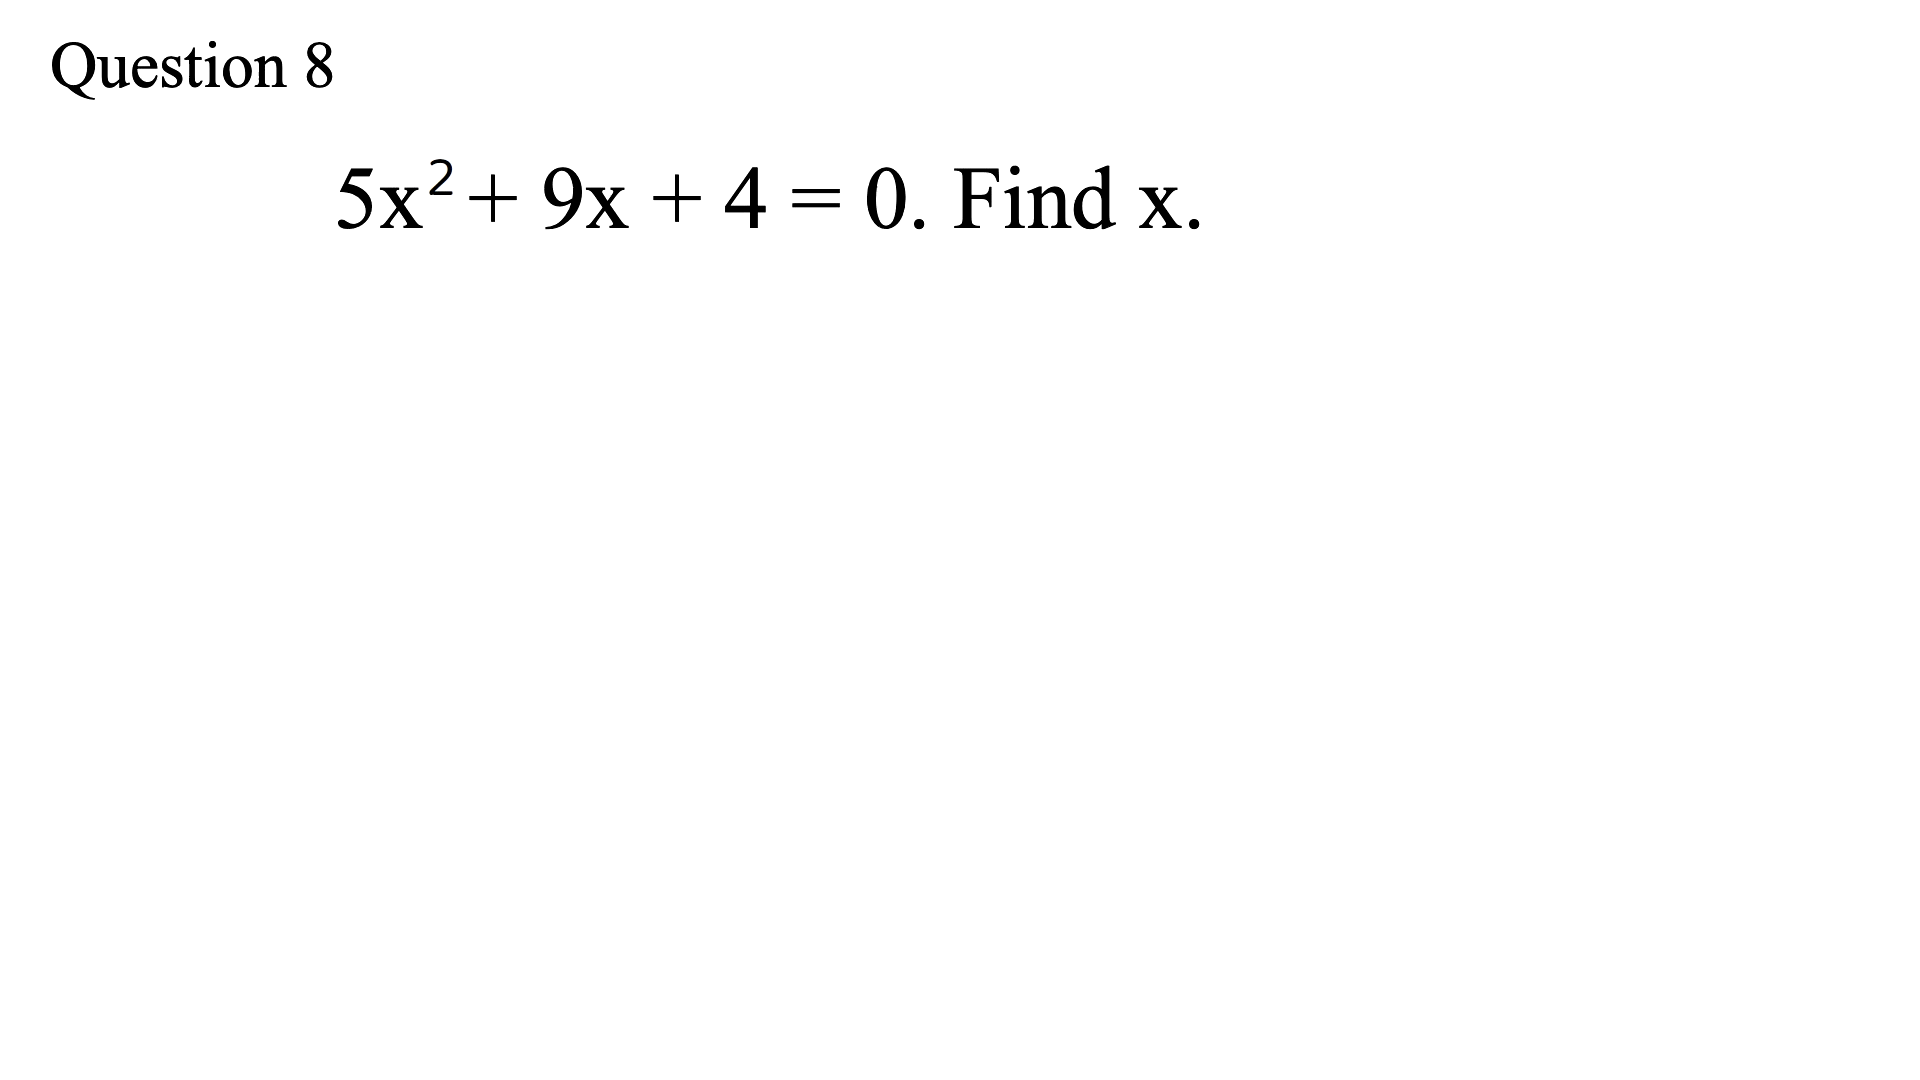 Question 8
5x² + 9x + 4 = 0. Find x.